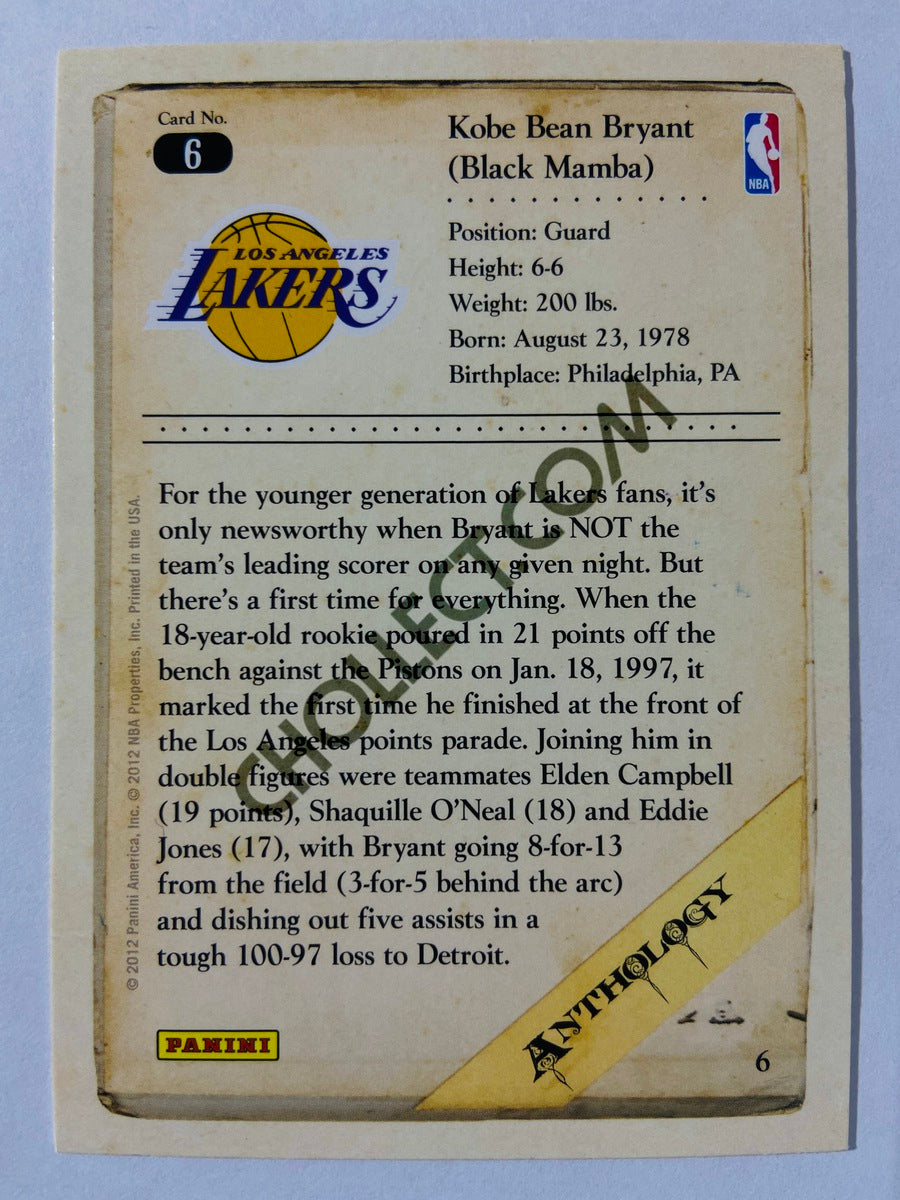 Card No.
6
Kobe Bean Bryant
(Black Mamba)
NBA
LOS ANGELES
LAKERS
Position: Guard
Height: 6-6
Weight: 200 lbs.
Born: August 23, 1978
Birthplace: Philadelphia, PA
For the younger generation of Lakers fans, it's
only newsworthy when Bryant is NOT the
team's leading scorer on any given night. But
there's a first time for everything. When the
18-year-old rookie poured in 21 points off the
bench against the Pistons on Jan. 18, 1997, it
marked the first time he finished at the front of
the Los Angeles points parade. Joining him in
double figures were teammates Elden Campbell
(19 points), Shaquille O'Neal (18) and Eddie
Jones (17), with Bryant going 8-for-13
from the field (3-for-5 behind the arc)
and dishing out five assists in a
tough 100-97 loss to Detroit.
© 2012 Panini America, Inc. © 2012 NBA Properties, Inc. Printed in the USA.
CHOLLECT.COM
ANTHOLOGY
PANINI
6